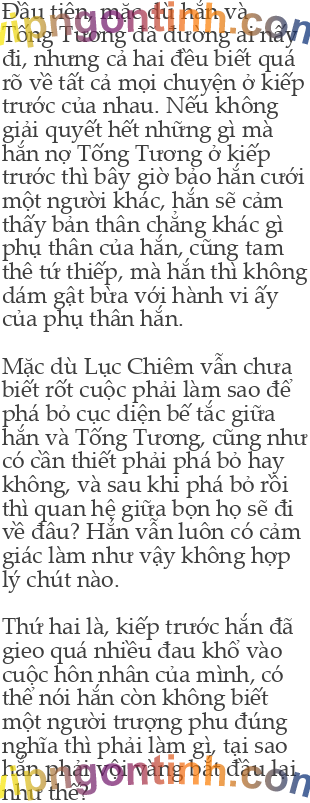 Đầu tiên, mặc dù hắn và
Tống Tương đã đường ai nấy
đi, nhưng cả hai đều biết quá
rõ về tất cả mọi chuyện ở kiếp
trước của nhau. Nếu không
giải quyết hết những gì mà
hắn nợ Tống Tương ở kiếp
trước thì bây giờ bảo hắn cưới
một người khác, hắn sẽ cảm
thấy bản thân chẳng khác gì
phụ thân của hắn, cũng tam
thê tứ thiếp, mà hắn thì không
dám gật bừa với hành vi ấy
của phụ thân hắn.
Mặc dù Lục Chiêm vẫn chưa
biết rốt cuộc phải làm sao để
phá bỏ cục diện bế tắc giữa
hắn và Tống Tương, cũng như
có cần thiết phải phá bỏ hay
không, và sau khi phá bỏ rồi
thì quan hệ giữa bọn họ sẽ đi
về đâu? Hắn vẫn luôn có cảm
giác làm như vậy không hợp
lý chút nào.
Thứ hai là, kiếp trước hắn đã
gieo quá nhiều đau khổ vào
cuộc hôn nhân của mình, có
thể nói hắn còn không biết
một người trượng phu đúng
nghĩa thì phải làm gì, tại sao
hắn phải vội vàng bắt đầu lại
như thế?